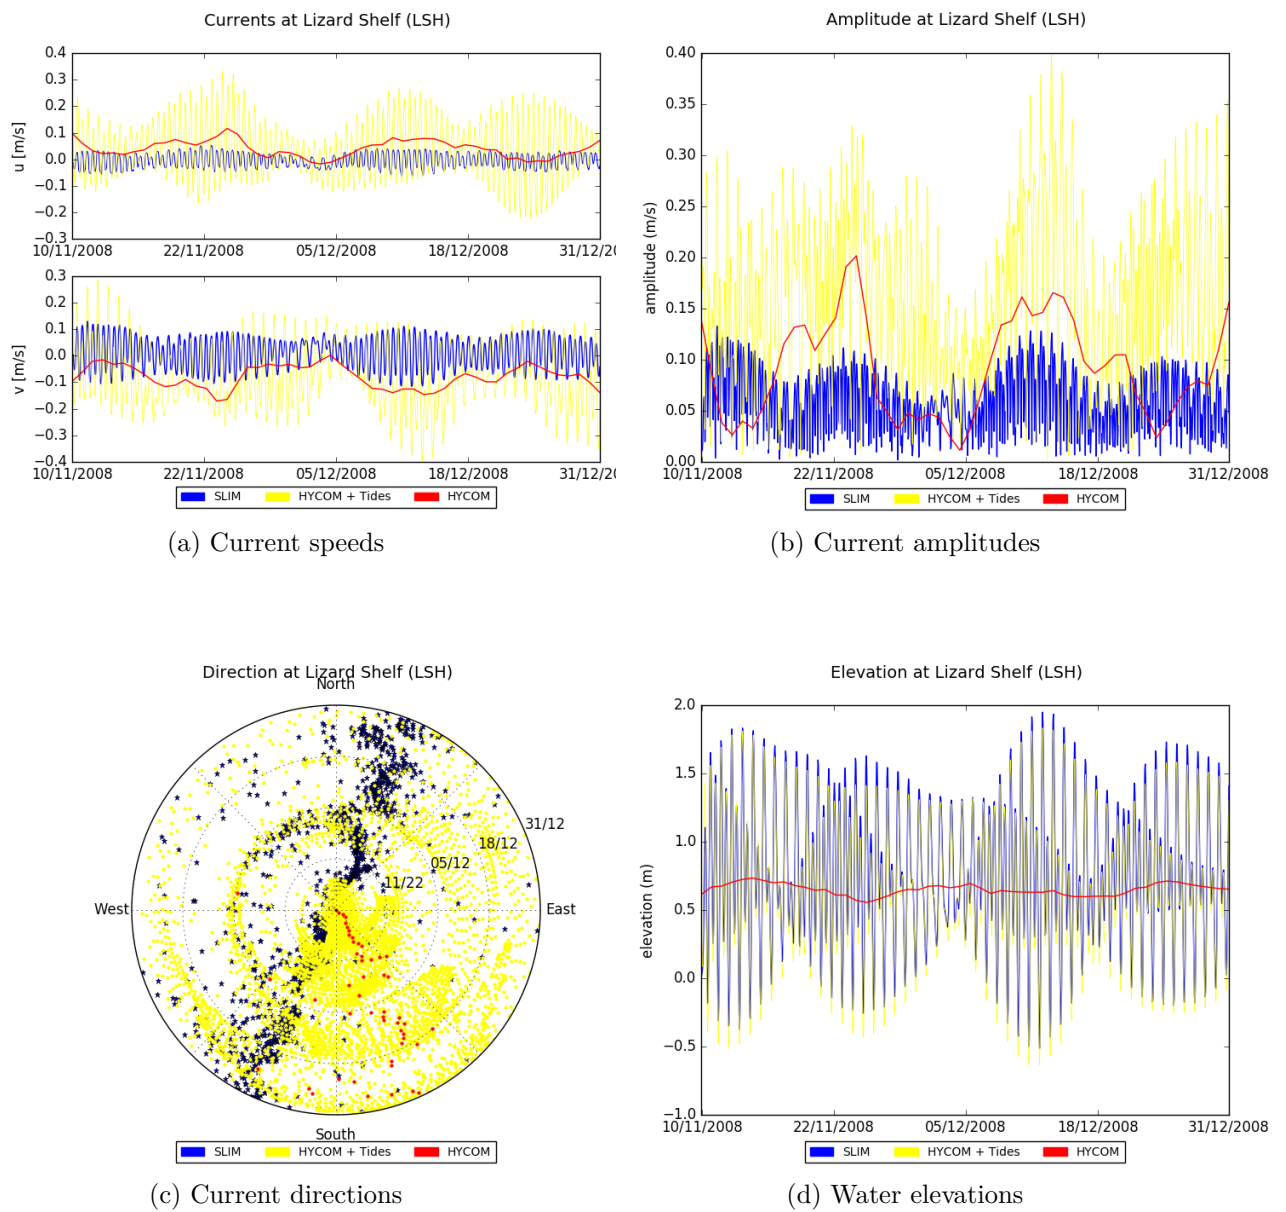 Currents at Lizard Shelf (LSH)
0.4
0.3
0.2
0.1
0.0
−0.1
−0.2
−0.3
u [m/s]
10/11/2008 22/11/2008 05/12/2008 18/12/2008 31/12/20
0.3
0.2
0.1
0.0
−0.1
−0.2
−0.3
−0.4
v [m/s]
10/11/2008 22/11/2008 05/12/2008 18/12/2008 31/12/20
SLIM HYCOM + Tides HYCOM
(a) Current speeds
Amplitude at Lizard Shelf (LSH)
0.40
0.35
0.30
0.25
0.20
0.15
0.10
0.05
0.00
amplitude (m/s)
10/11/2008 22/11/2008 05/12/2008 18/12/2008 31/12/2008
SLIM HYCOM + Tides HYCOM
(b) Current amplitudes
Direction at Lizard Shelf (LSH)
North
31/12
18/12
05/12
11/22
West East
South
SLIM HYCOM + Tides HYCOM
(c) Current directions
Elevation at Lizard Shelf (LSH)
2.0
1.5
1.0
0.5
0.0
−0.5
−1.0
elevation (m)
10/11/2008 22/11/2008 05/12/2008 18/12/2008 31/12/2008
SLIM HYCOM + Tides HYCOM
(d) Water elevations